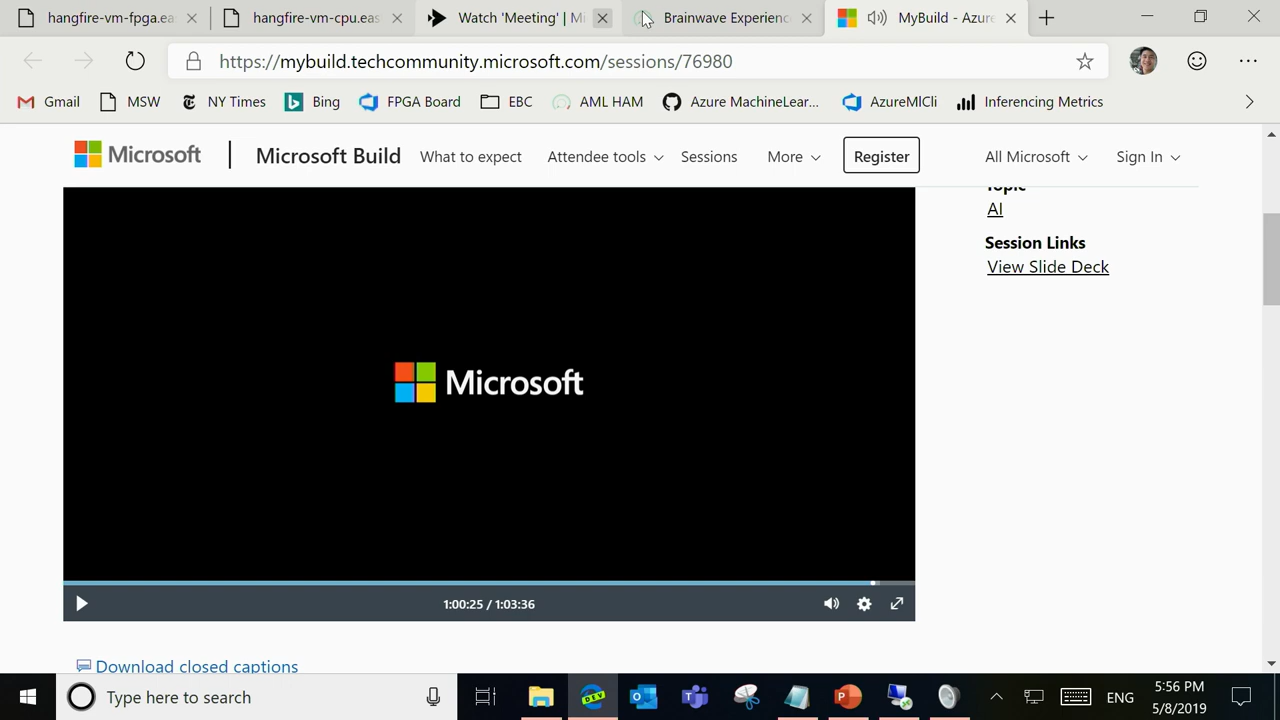 hangfire-vm-fpga.ea
hangfire-vm-cpu.eas
Watch 'Meeting' | Mi
Brainwave Experienc
MyBuild - Azure
https://mybuild.techcommunity.microsoft.com/sessions/76980
Gmail
MSW
NY Times
Bing
FPGA Board
EBC
AML HAM
Azure MachineLear...
AzureMlCli
Inferencing Metrics
Microsoft
Microsoft Build
What to expect
Attendee tools
Sessions
More
Register
All Microsoft
Sign In
Topic
AI
Session Links
View Slide Deck
Microsoft
1:00:25 / 1:03:36
Download closed captions
Type here to search
DEV
ENG
5:56 PM
5/8/2019